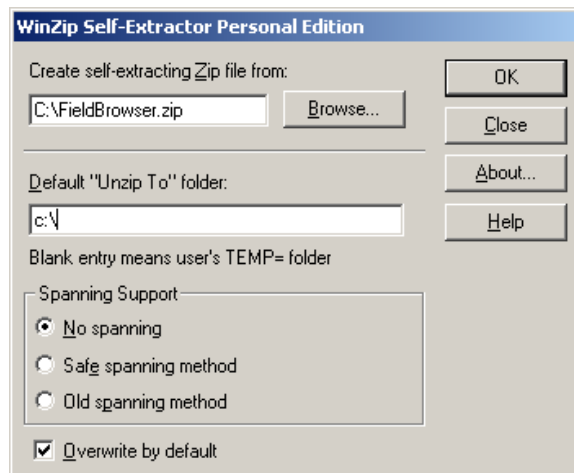 WinZip Self-Extractor Personal Edition
Create self-extracting Zip file from:
C:\FieldBrowser.zip
Browse...
OK
Close
About...
Help
Default "Unzip To" folder:
c:\
Blank entry means user's TEMP= folder
Spanning Support
No spanning
Safe spanning method
Old spanning method
Overwrite by default